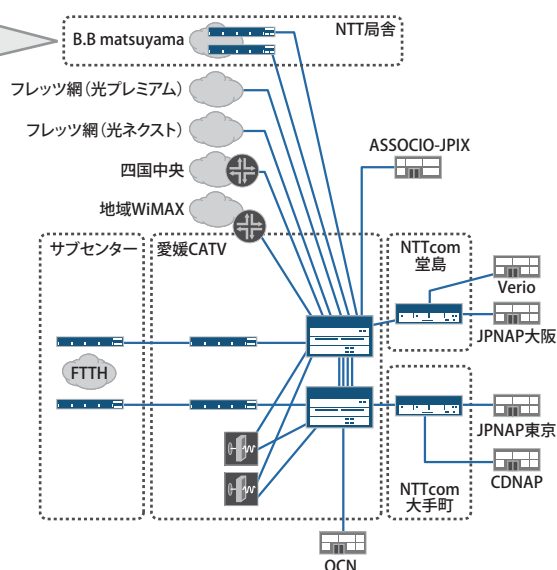 B.B matsuyama
NTT局舎
フレッツ網(光プレミアム)
フレッツ網(光ネクスト)
ASSOCIO-JPIX
四国中央
地域WiMAX
サブセンター
愛媛CATV
NTTcom
堂島
Verio
JPNAP大阪
FTTH
JPNAP東京
CDNAP
NTTcom
大手町
OCN